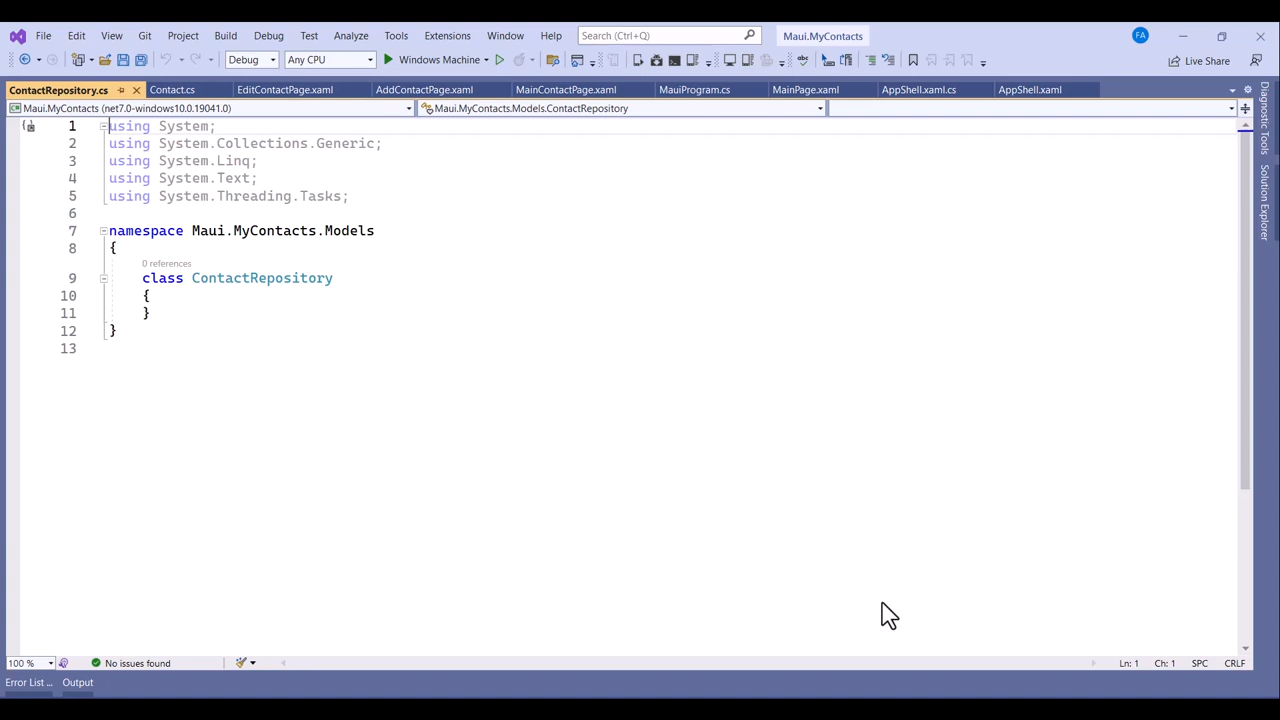 File Edit View Git Project Build Debug Test Analyze Tools Extensions Window Help Search (Ctrl+Q) Maui.MyContacts FA
Debug Any CPU Windows Machine Live Share
ContactRepository.cs Contact.cs EditContactPage.xaml AddContactPage.xaml MainContactPage.xaml MauiProgram.cs MainPage.xaml AppShell.xaml.cs AppShell.xaml
Maui.MyContacts (net7.0-windows10.0.19041.0) Maui.MyContacts.Models.ContactRepository
1 using System;
2 using System.Collections.Generic;
3 using System.Linq;
4 using System.Text;
5 using System.Threading.Tasks;
6
7 namespace Maui.MyContacts.Models
8 {
0 references
9 class ContactRepository
10 {
11 }
12 }
13
Diagnostic Tools
Solution Explorer
100 % No issues found Ln: 1 Ch: 1 SPC CRLF
Error List ... Output